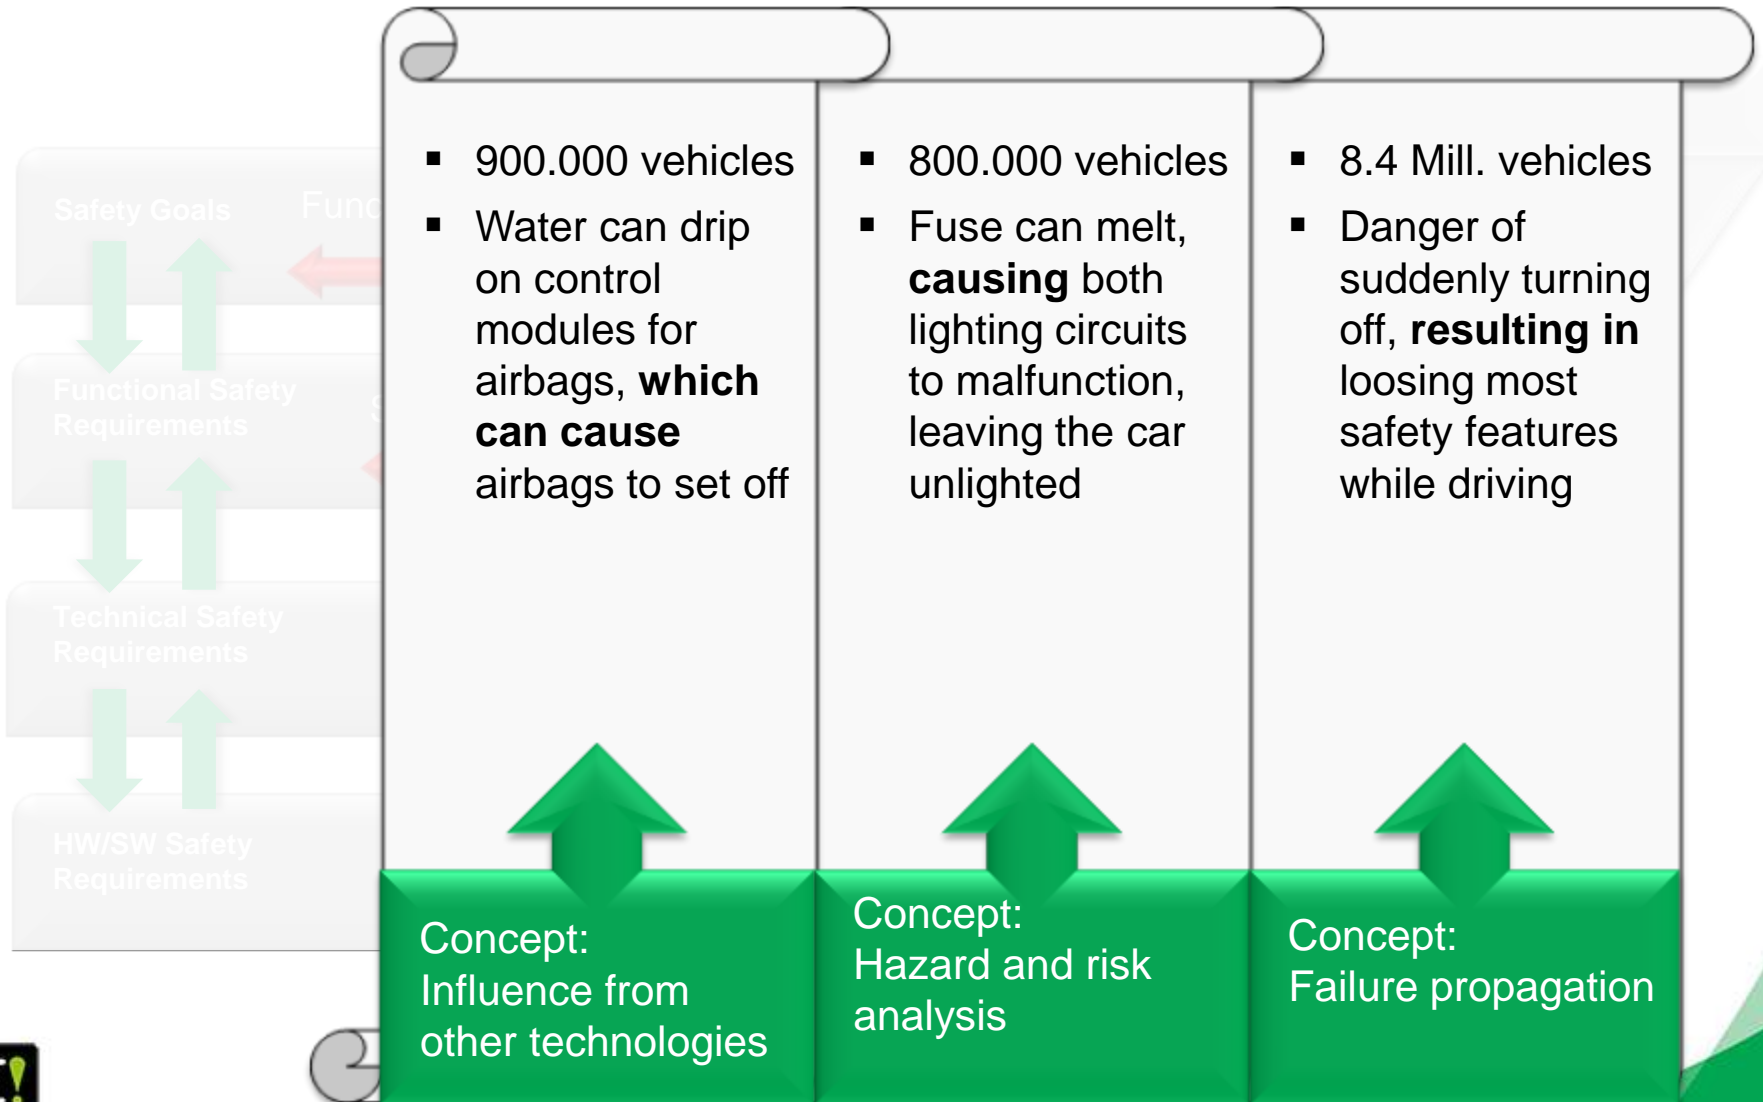 Safety Goals
Func
Functional Safety
Requirements
S
Technical Safety
Requirements
HW/SW Safety
Requirements
▪ 900.000 vehicles
▪ Water can drip
on control
modules for
airbags, which
can cause
airbags to set off
Concept:
Influence from
other technologies
▪ 800.000 vehicles
▪ Fuse can melt,
causing both
lighting circuits
to malfunction,
leaving the car
unlighted
Concept:
Hazard and risk
analysis
▪ 8.4 Mill. vehicles
▪ Danger of
suddenly turning
off, resulting in
loosing most
safety features
while driving
Concept:
Failure propagation